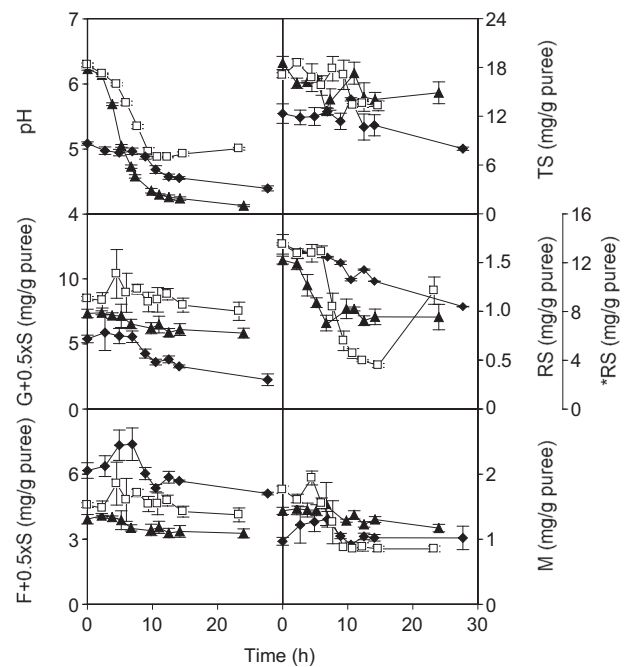 7
6
5
4
pH
18
12
6
0
TS (mg/g puree)
10
5
0
G+0.5xS (mg/g puree)
1.5
1.0
0.5
0
RS (mg/g puree)
16
12
8
4
0
*RS (mg/g puree)
6
3
0
F+0.5xS (mg/g puree)
2
1
0
M (mg/g puree)
0 10 20 0 10 20 30
Time (h)